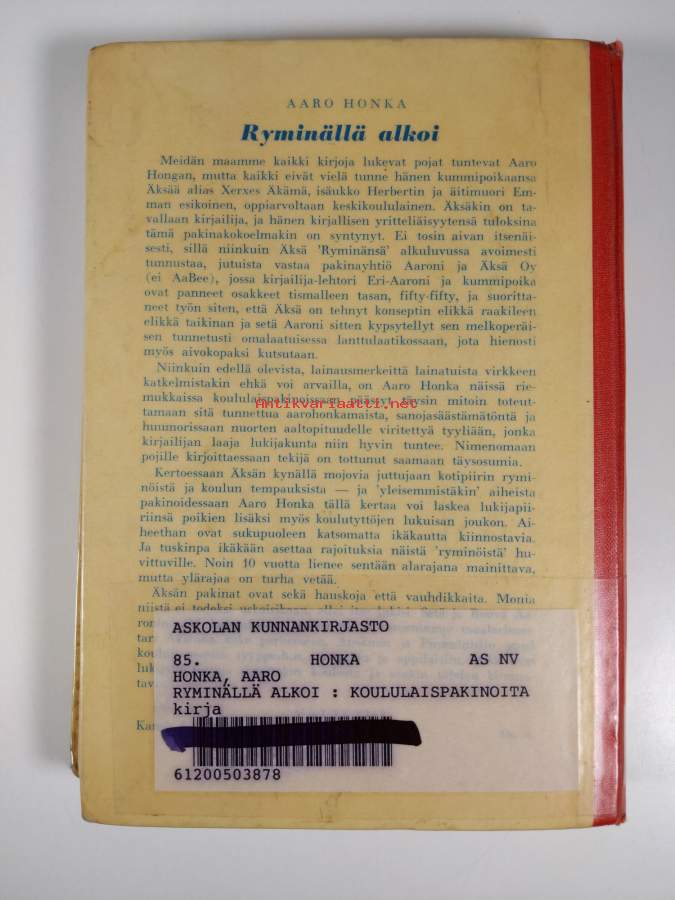 AARO HONKA
Ryminällä alkoi
Meidän maamme kaikki kirjoja lukevat pojat tuntevat Aaro
Hongan, mutta kaikki eivät vielä tunne hänen kummipoikaansa
Äksää alias Xerxes Äkämä, isäukko Herbertin ja äitimuori Em-
man esikoinen, oppiarvoltaan keskikoululainen. Äksäkin on ta-
vallaan kirjailija, ja hänen kirjallisen yritteliäisyytensä tuloksina
tämä pakinakokoelmakin on syntynyt. Ei tosin aivan itsenäi-
sesti, sillä niinkuin Äksä 'Ryminänsä' alkuluvussa avoimesti
tunnustaa, jutuista vastaa pakinayhtiö Aaroni ja Äksä Oy
(ei AaBee), jossa kirjailija-lehtori Eri-Aaroni ja kummipoika
ovat panneet osakkeet tismalleen tasan, fifty-fifty, ja suoritta-
neet työn siten, että Äksä on tehnyt konseptin elikkä raakileen
elikkä taikinan ja setä Aaroni sitten kypsytellyt sen melkoperäi-
sen tunnetusti omalaatuisessa lanttulaatikossaan, jota hienosti
myös aivokopaksi kutsutaan.
Niinkuin edellä olevista, lainausmerkeittä lainatuista virkkeen
katkelmistakin ehkä voi arvailla, on Aaro Honka näissä rie-
mukkaissa koululaispakinoissaan päässyt täysin mitoin toteut-
Antikvariaatti.net
tamaan sitä tunnettua aarohonkamaista, sanojasäästämätöntä ja
huumorissaan nuorten aaltopituudelle viritettyä tyyliään, jonka
kirjailijan laaja lukijakunta niin hyvin tuntee. Nimenomaan
pojille kirjoittaessaan tekijä on tottunut saamaan täysosumia.
Kertoessaan Äksän kynällä mojovia juttujaan kotipiirin rymi-
nöistä ja koulun tempauksista — ja 'yleisemmistäkin' aiheista
pakinoidessaan Aaro Honka tällä kertaa voi laskea lukijapii-
riinsä poikien lisäksi myös koulutyttöjen lukuisan joukon. Ai-
heethan ovat sukupuoleen katsomatta ikäkautta kiinnostavia.
Ja tuskinpa ikäkään asettaa rajoituksia näistä 'ryminöistä' hu-
vittuville. Noin 10 vuotta lienee sentään alarajana mainittava,
mutta ylärajaa on turha vetää.
Äksän pakinat ovat sekä hauskoja että vauhdikkaita. Monia
ASKOLAN KUNNANKIRJASTO
85. HONKA AS NV
HONKA, AARO
RYMINÄLLÄ ALKOI : KOULULAISPAKINOITA
kirja
61200503878